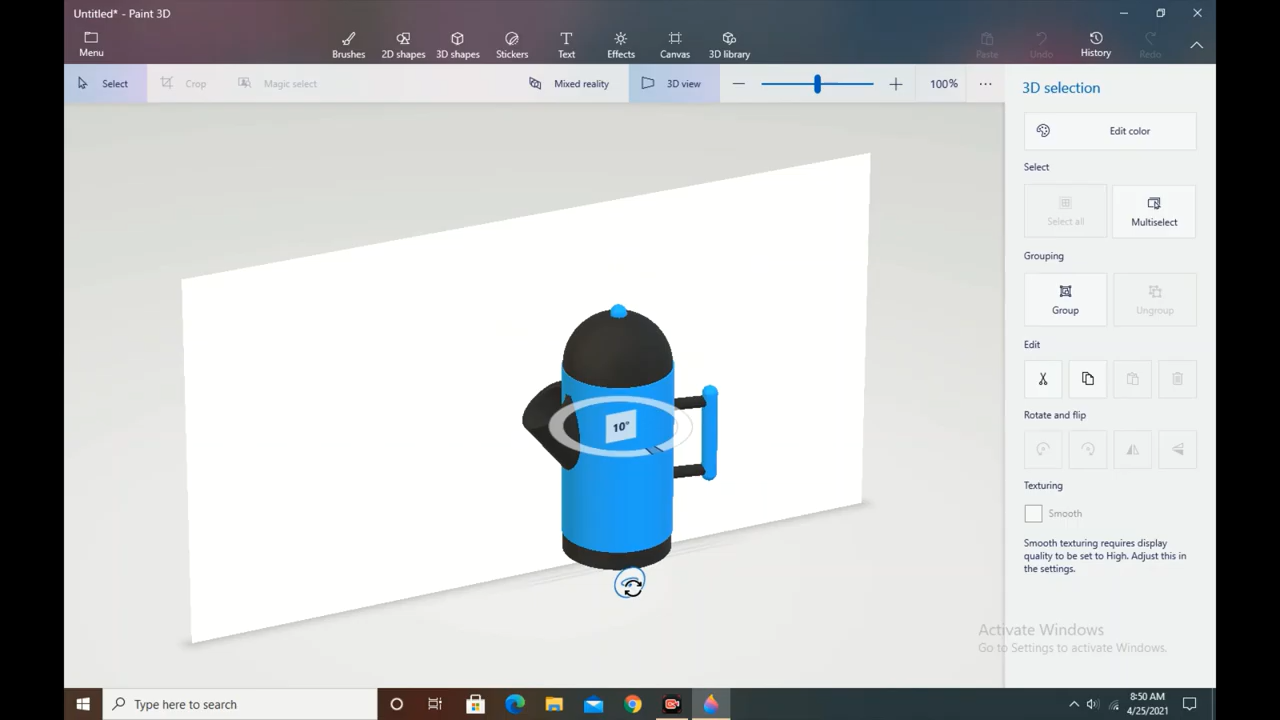 Untitled* - Paint 3D
Menu
Brushes
2D shapes
3D shapes
Stickers
Text
Effects
Canvas
3D library
Paste
Undo
History
Redo
Select
Crop
Magic select
Mixed reality
3D view
100%
3D selection
Edit color
Select
Select all
Multiselect
Grouping
Group
Ungroup
Edit
Rotate and flip
Texturing
Smooth
Smooth texturing requires display
quality to be set to High. Adjust this in
the settings.
10°
Activate Windows
Go to Settings to activate Windows.
Type here to search
8:50 AM
4/25/2021